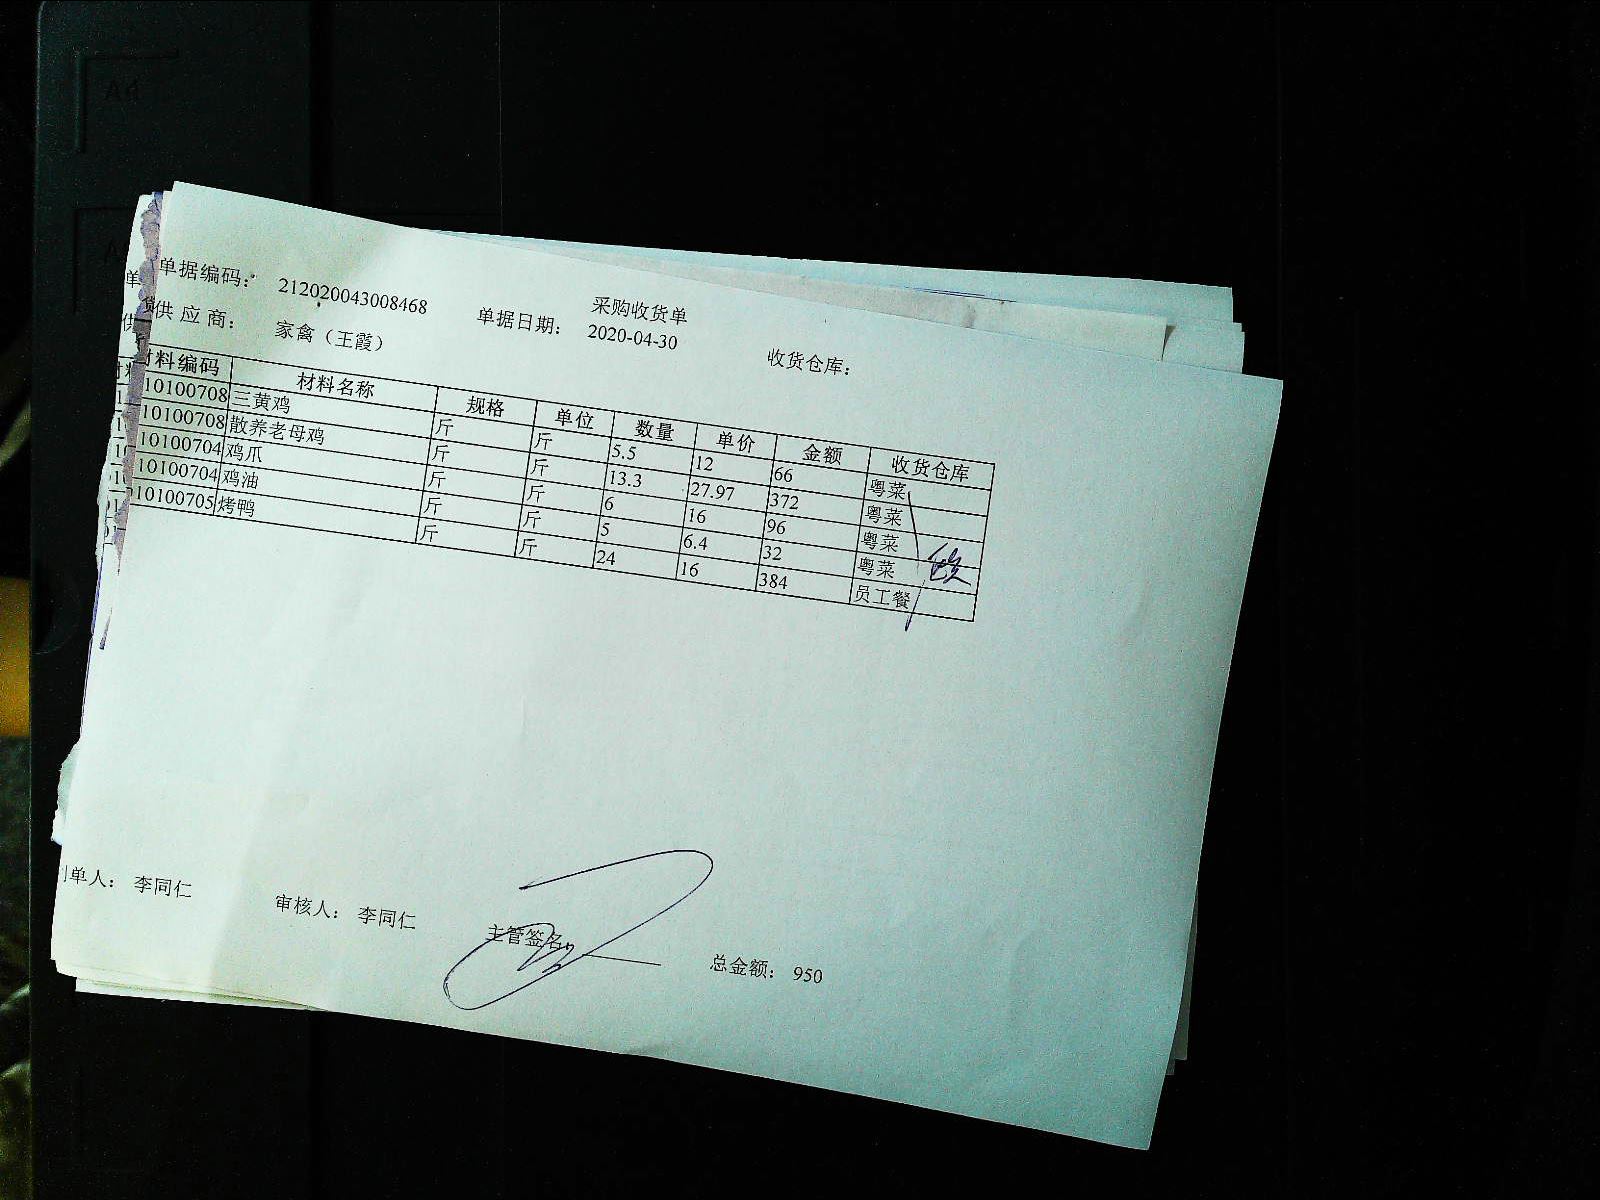 采购收货单
单据编码： 212020043008468 单据日期： 2020-04-30 收货仓库：
供应商： 家禽（王霞）
材料编码 材料名称 规格 单位 数量 单价 金额 收货仓库
10100708 三黄鸡 斤 斤 5.5 12 66 粤菜
10100708 散养老母鸡 斤 斤 13.3 27.97 372 粤菜
10100704 鸡爪 斤 斤 6 16 96 粤菜
10100704 鸡油 斤 斤 5 6.4 32 粤菜
10100705 烤鸭 斤 斤 24 16 384 员工餐
单人： 李同仁 审核人： 李同仁 主管签名 总金额： 950